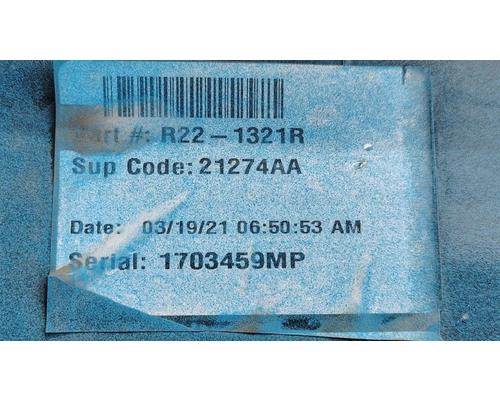 Part #: R22-1321R
Sup Code: 21274AA
Date: 03/19/21 06:50:53 AM
Serial: 1703459MP